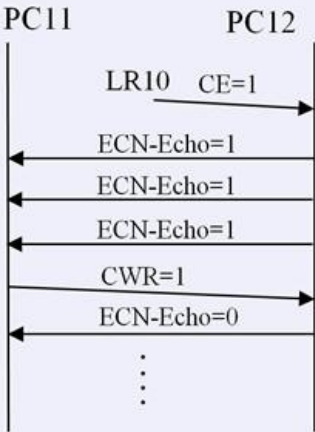 PC11 PC12
LR10 CE=1
ECN-Echo=1
ECN-Echo=1
ECN-Echo=1
CWR=1
ECN-Echo=0